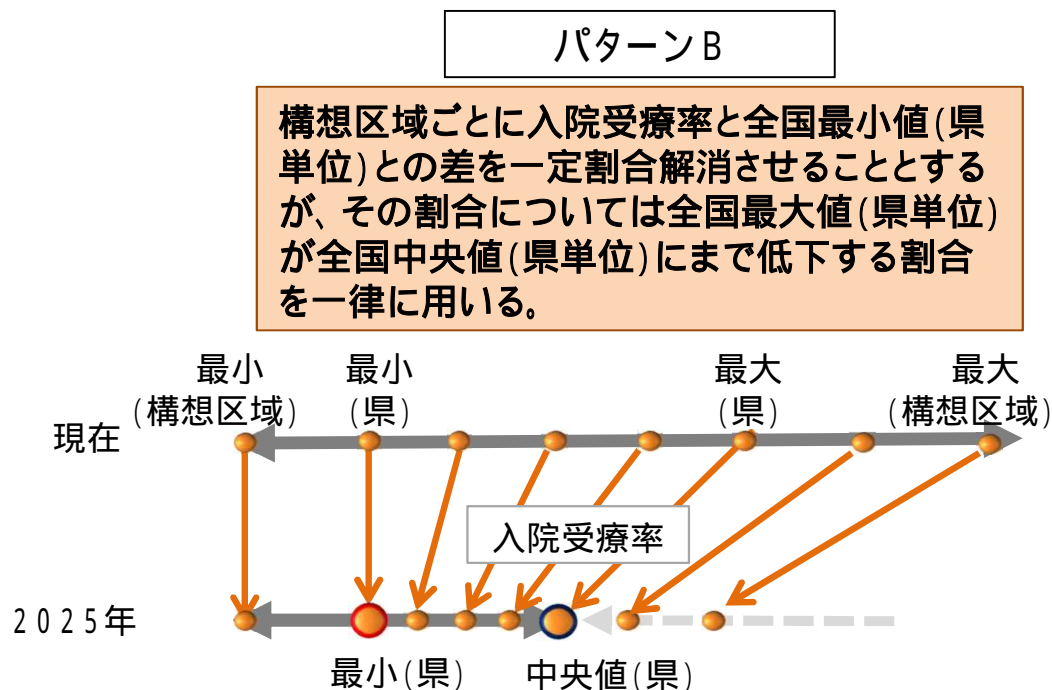 パターンB
構想区域ごとに入院受療率と全国最小値(県
単位)との差を一定割合解消させることとする
が、その割合については全国最大値(県単位)
が全国中央値(県単位)にまで低下する割合
を一律に用いる。
最小
(構想区域)
最小
(県)
最大
(県)
最大
(構想区域)
現在
入院受療率
2025年
最小(県)
中央値(県)